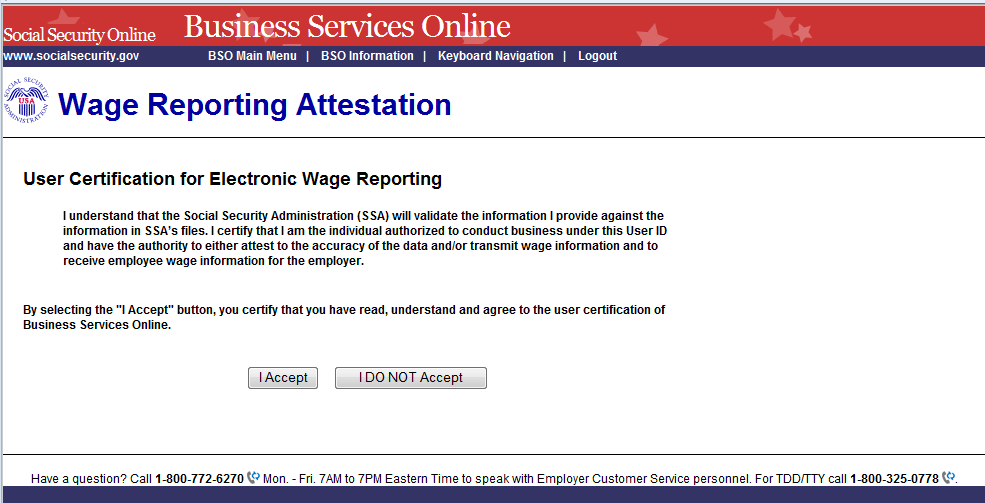 Social Security Online Business Services Online
www.socialsecurity.gov BSO Main Menu | BSO Information | Keyboard Navigation | Logout
SOCIAL SECURITY ADMINISTRATION USA
Wage Reporting Attestation
User Certification for Electronic Wage Reporting
I understand that the Social Security Administration (SSA) will validate the information I provide against the
information in SSA's files. I certify that I am the individual authorized to conduct business under this User ID
and have the authority to either attest to the accuracy of the data and/or transmit wage information and to
receive employee wage information for the employer.
By selecting the "I Accept" button, you certify that you have read, understand and agree to the user certification of
Business Services Online.
I Accept I DO NOT Accept
Have a question? Call 1-800-772-6270 Mon. - Fri. 7AM to 7PM Eastern Time to speak with Employer Customer Service personnel. For TDD/TTY call 1-800-325-0778 .